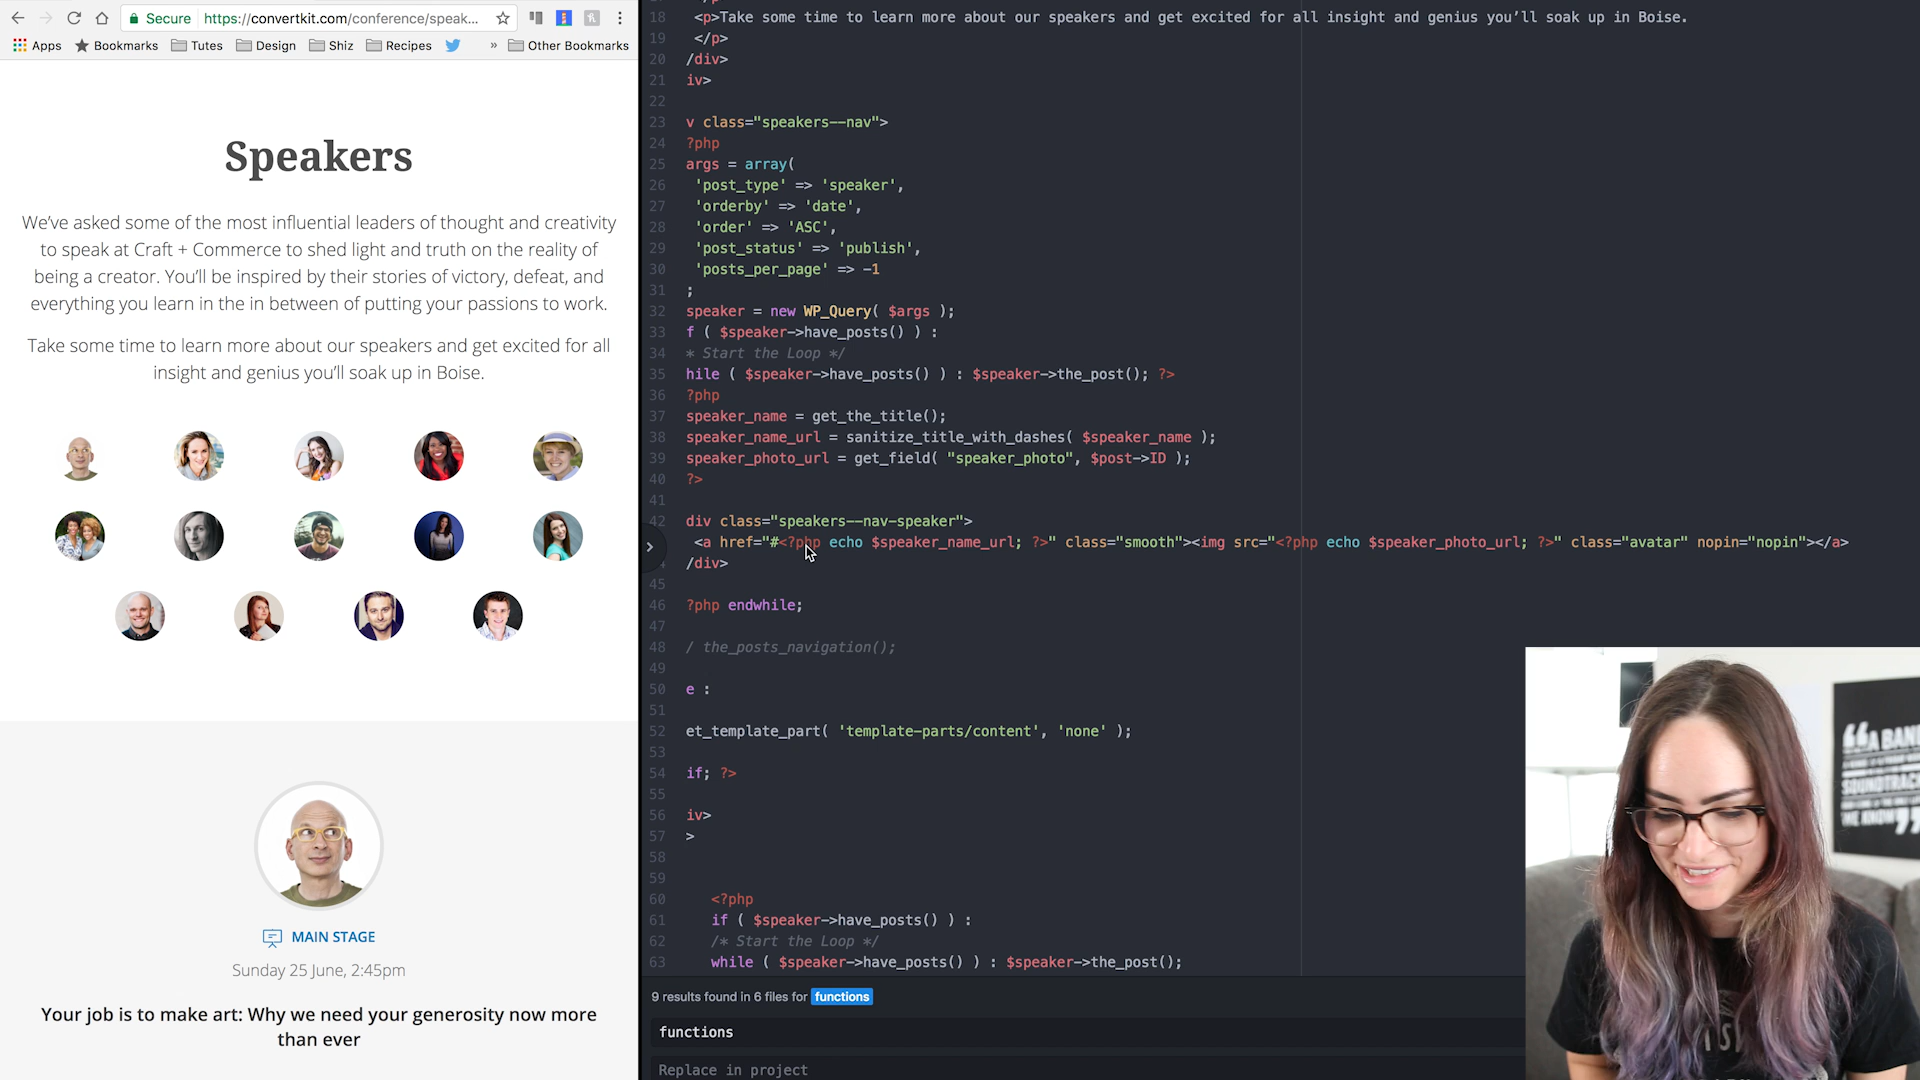 Secure https://convertkit.com/conference/speak...
Apps Bookmarks Tutes Design Shiz Recipes » Other Bookmarks
Speakers
We’ve asked some of the most influential leaders of thought and creativity
to speak at Craft + Commerce to shed light and truth on the reality of
being a creator. You’ll be inspired by their stories of victory, defeat, and
everything you learn in the in between of putting your passions to work.
Take some time to learn more about our speakers and get excited for all
insight and genius you’ll soak up in Boise.
MAIN STAGE
Sunday 25 June, 2:45pm
Your job is to make art: Why we need your generosity now more
than ever
18 <p>Take some time to learn more about our speakers and get excited for all insight and genius you’ll soak up in Boise.
19 </p>
20 /div>
21 iv>
22
23 v class="speakers--nav">
24 ?php
25 args = array(
26 'post_type' => 'speaker',
27 'orderby' => 'date',
28 'order' => 'ASC',
29 'post_status' => 'publish',
30 'posts_per_page' => -1
31 ;
32 speaker = new WP_Query( $args );
33 f ( $speaker->have_posts() ) :
34 * Start the Loop */
35 hile ( $speaker->have_posts() ) : $speaker->the_post(); ?>
36 ?php
37 speaker_name = get_the_title();
38 speaker_name_url = sanitize_title_with_dashes( $speaker_name );
39 speaker_photo_url = get_field( "speaker_photo", $post->ID );
40 ?>
41
42 div class="speakers--nav-speaker">
<a href="#<?php echo $speaker_name_url; ?>" class="smooth"><img src="<?php echo $speaker_photo_url; ?>" class="avatar" nopin="nopin"></a>
/div>
45
46 ?php endwhile;
47
48 / the_posts_navigation();
49
50 e :
51
52 et_template_part( 'template-parts/content', 'none' );
53
54 if; ?>
55
56 iv>
57 >
58
59
60 <?php
61 if ( $speaker->have_posts() ) :
62 /* Start the Loop */
63 while ( $speaker->have_posts() ) : $speaker->the_post();
9 results found in 6 files for functions
functions
Replace in project
“A BAN
SOUNDTRAC
WE KNOW”